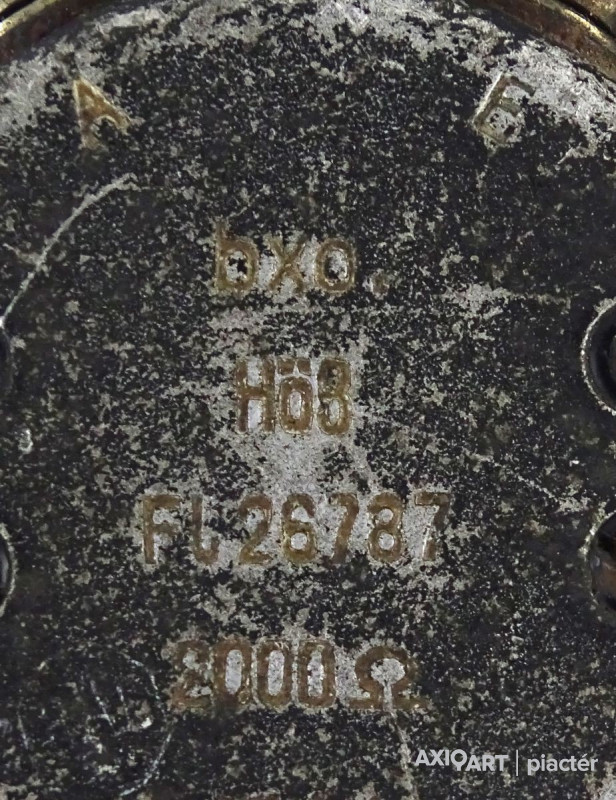 A E
bxo.
Hö3
Fl 26787
2000 Ω
AXIOART | piactér